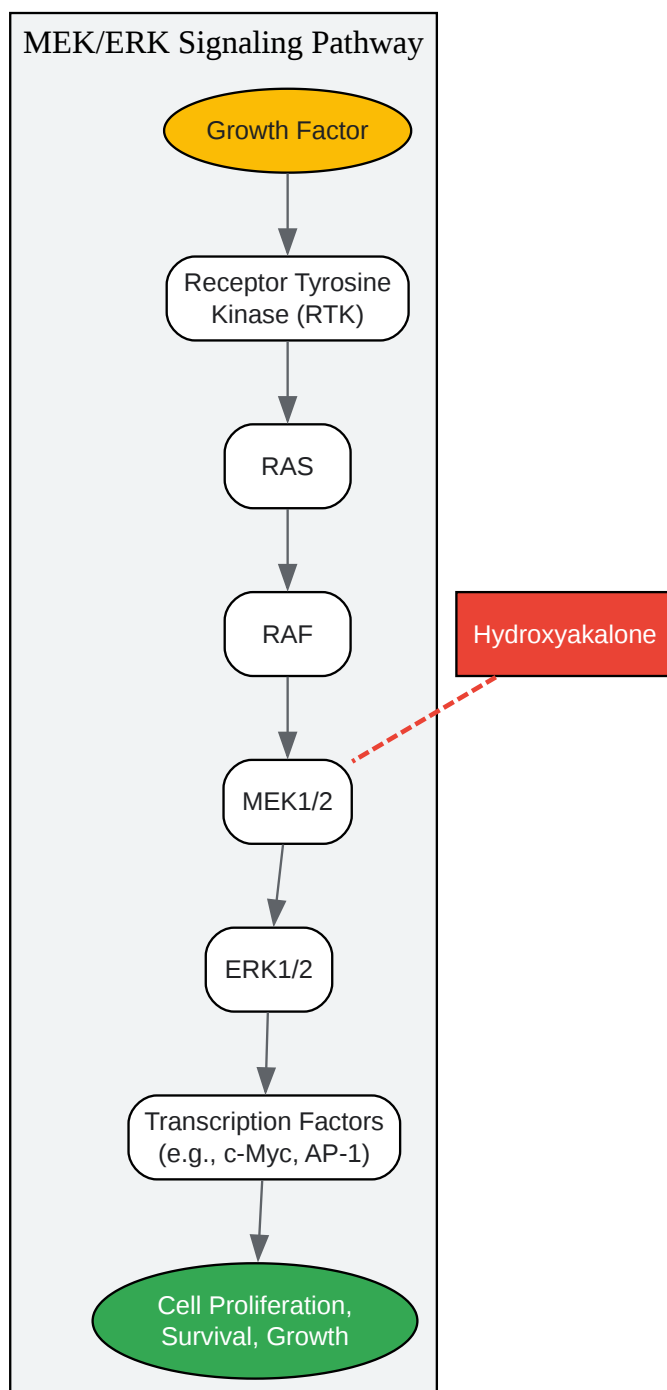 MEK/ERK Signaling Pathway
Growth Factor
Receptor Tyrosine
Kinase (RTK)
RAS
RAF
Hydroxyakalone
MEK1/2
ERK1/2
Transcription Factors
(e.g., c-Myc, AP-1)
Cell Proliferation,
Survival, Growth